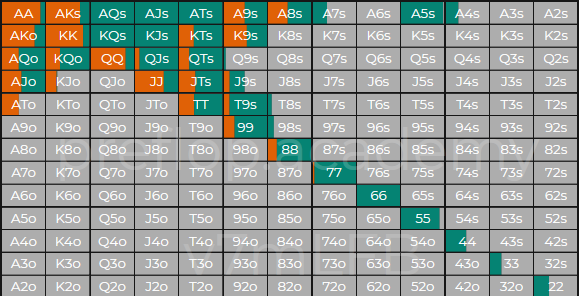 AA AKs AQs AJs ATs A9s A8s A7s A6s A5s A4s A3s A2s
AKo KK KQs KJs KTs K9s K8s K7s K6s K5s K4s K3s K2s
AQo KQo QQ QJs QTs Q9s Q8s Q7s Q6s Q5s Q4s Q3s Q2s
AJo KJo QJo JJ JTs J9s J8s J7s J6s J5s J4s J3s J2s
ATo KTo QTo JTo TT T9s T8s T7s T6s T5s T4s T3s T2s
A9o K9o Q9o J9o T9o 99 98s 97s 96s 95s 94s 93s 92s
A8o K8o Q8o J8o T8o 98o 88 87s 86s 85s 84s 83s 82s
preflop.academy
A7o K7o Q7o J7o T7o 97o 87o 77 76s 75s 74s 73s 72s
A6o K6o Q6o J6o T6o 96o 86o 76o 66 65s 64s 63s 62s
A5o K5o Q5o J5o T5o 95o 85o 75o 65o 55 54s 53s 52s
A4o K4o Q4o J4o T4o 94o 84o 74o 64o 54o 44 43s 42s
A3o K3o Q3o J3o T3o 93o 83o 73o 63o 53o 43o 33 32s
A2o K2o Q2o J2o T2o 92o 82o 72o 62o 52o 42o 32o 22